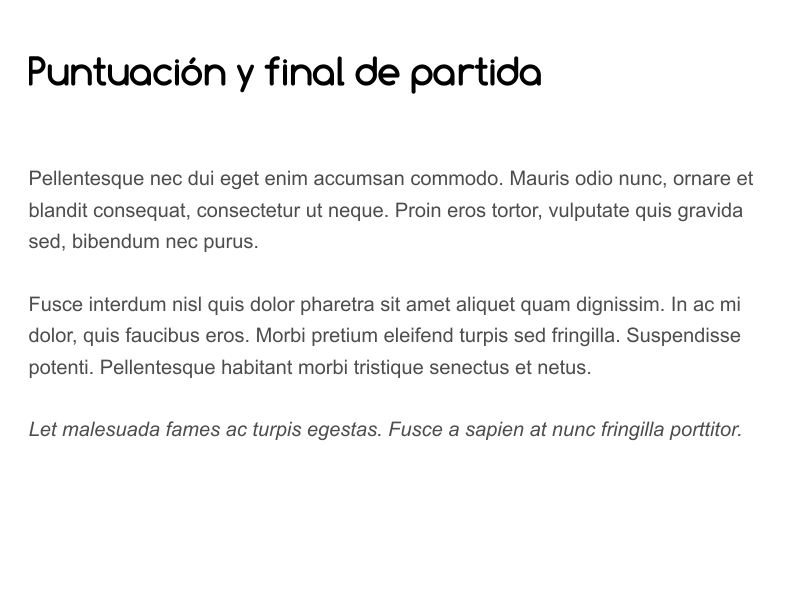 Puntuación y final de partida
Pellentesque nec dui eget enim accumsan commodo. Mauris odio nunc, ornare et
blandit consequat, consectetur ut neque. Proin eros tortor, vulputate quis gravida
sed, bibendum nec purus.
Fusce interdum nisl quis dolor pharetra sit amet aliquet quam dignissim. In ac mi
dolor, quis faucibus eros. Morbi pretium eleifend turpis sed fringilla. Suspendisse
potenti. Pellentesque habitant morbi tristique senectus et netus.
Let malesuada fames ac turpis egestas. Fusce a sapien at nunc fringilla porttitor.